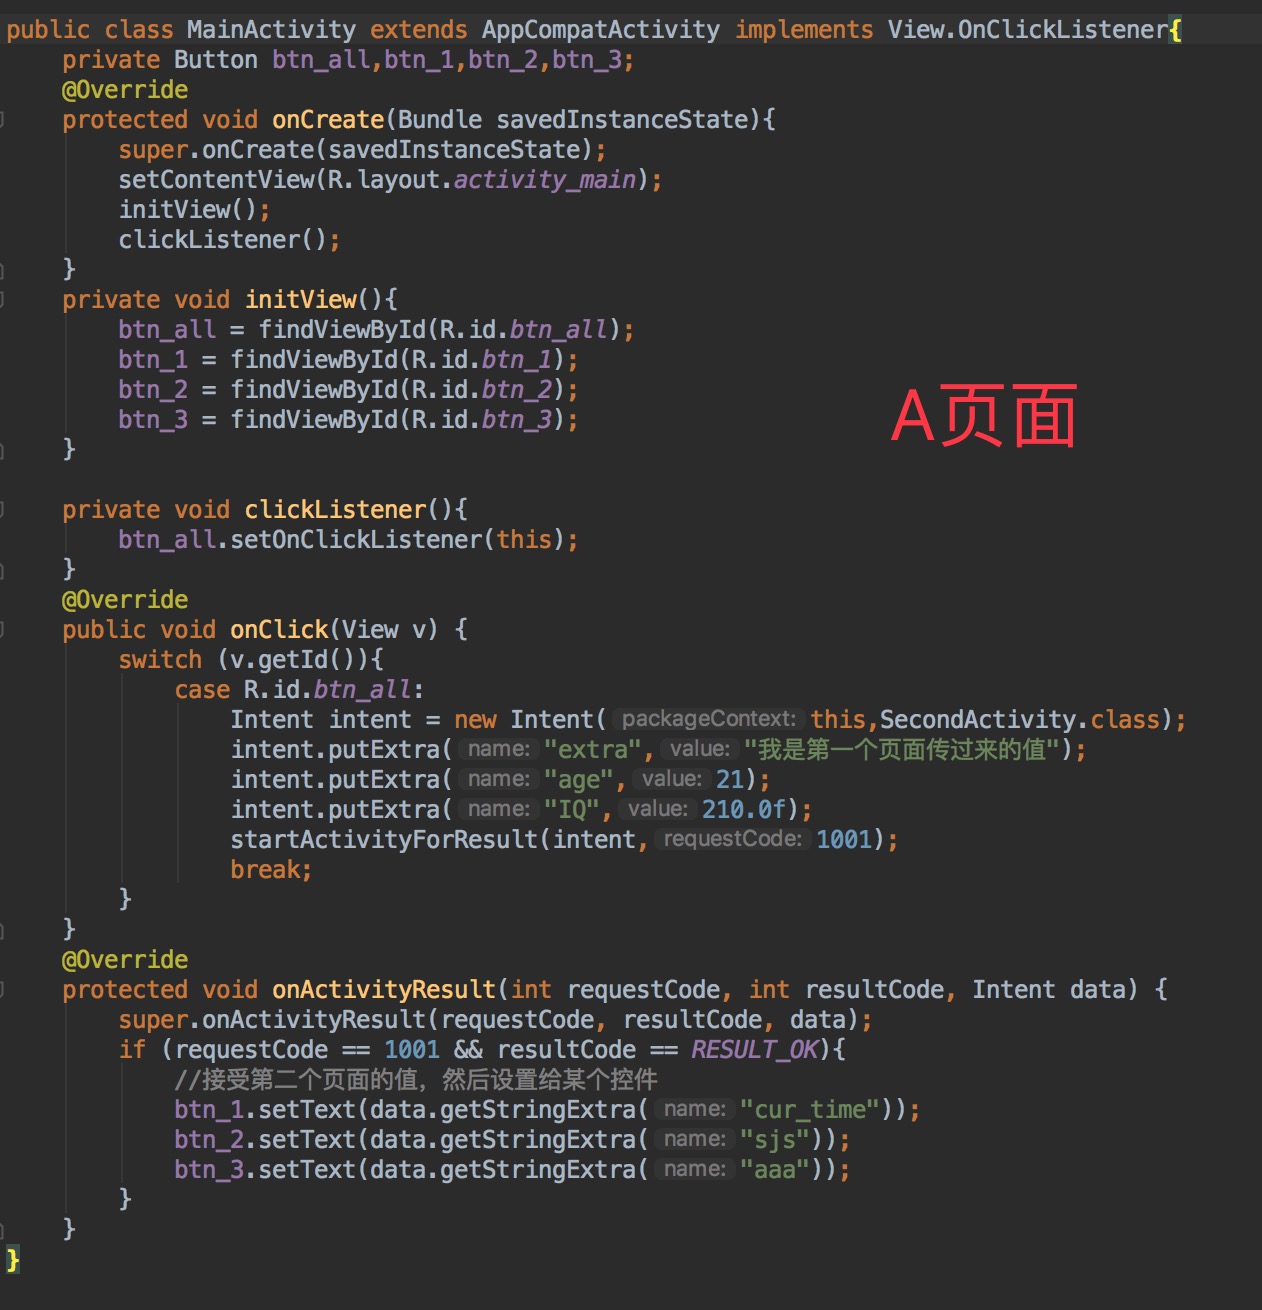 public class MainActivity extends AppCompatActivity implements View.OnClickListener{
    private Button btn_all,btn_1,btn_2,btn_3;
    @Override
    protected void onCreate(Bundle savedInstanceState){
        super.onCreate(savedInstanceState);
        setContentView(R.layout.activity_main);
        initView();
        clickListener();
    }
    private void initView(){
        btn_all = findViewById(R.id.btn_all);
        btn_1 = findViewById(R.id.btn_1);
        btn_2 = findViewById(R.id.btn_2);
        btn_3 = findViewById(R.id.btn_3);
    }
A页面
    private void clickListener(){
        btn_all.setOnClickListener(this);
    }
    @Override
    public void onClick(View v) {
        switch (v.getId()){
            case R.id.btn_all:
                Intent intent = new Intent( packageContext: this,SecondActivity.class);
                intent.putExtra( name: "extra", value: "我是第一个页面传过来的值");
                intent.putExtra( name: "age", value: 21);
                intent.putExtra( name: "IQ", value: 210.0f);
                startActivityForResult(intent, requestCode: 1001);
                break;
        }
    }
    @Override
    protected void onActivityResult(int requestCode, int resultCode, Intent data) {
        super.onActivityResult(requestCode, resultCode, data);
        if (requestCode == 1001 && resultCode == RESULT_OK){
            //接受第二个页面的值，然后设置给某个控件
            btn_1.setText(data.getStringExtra( name: "cur_time"));
            btn_2.setText(data.getStringExtra( name: "sjs"));
            btn_3.setText(data.getStringExtra( name: "aaa"));
        }
    }
}